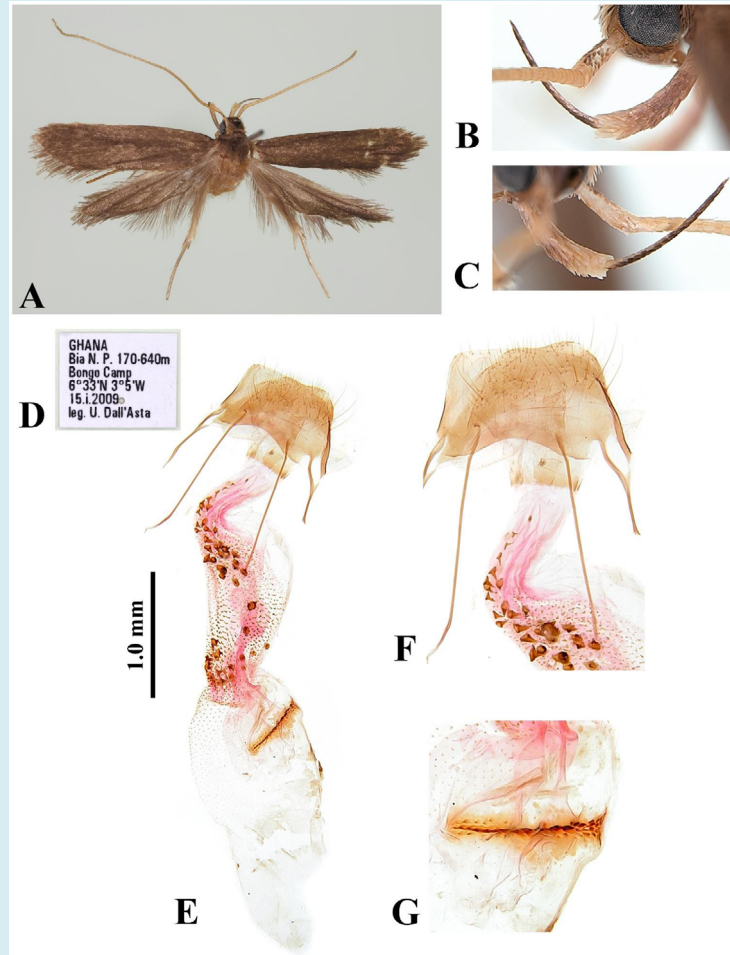 A
B
C
D
GHANA
Bia N. P. 170-640m
Bongo Camp
6°33'N 3°5'W
15.i.2009
leg. U. Dall'Asta
1.0 mm
E
F
G